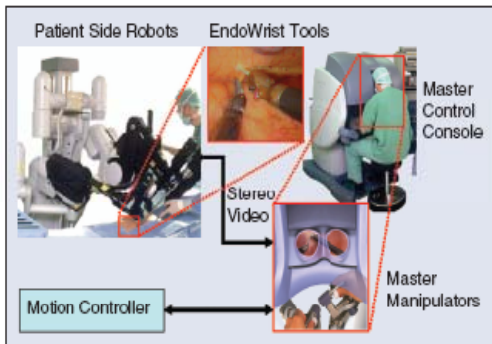 Patient Side Robots
EndoWrist Tools
Master
Control
Console
Stereo
Video
Master
Manipulators
Motion Controller